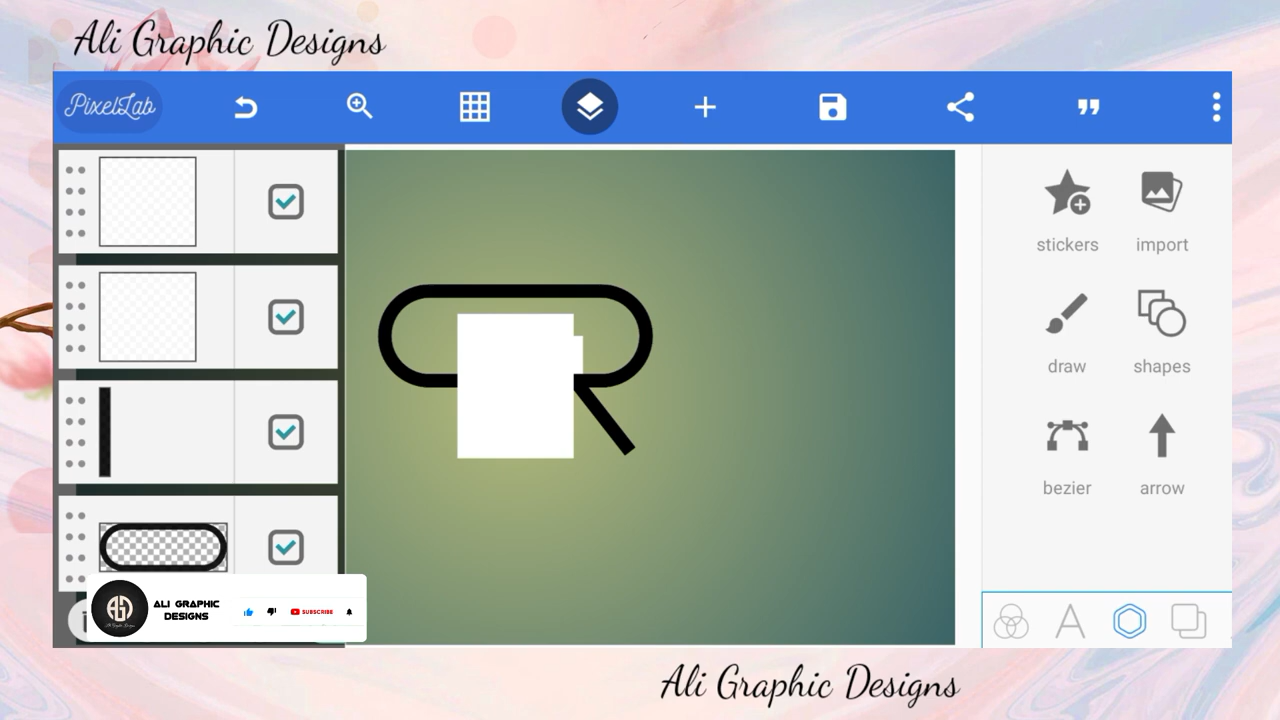 Ali Graphic Designs
PixelLab
stickers
import
draw
shapes
bezier
arrow
ALI GRAPHIC
DESIGNS
SUBSCRIBE
Ali Graphic Designs